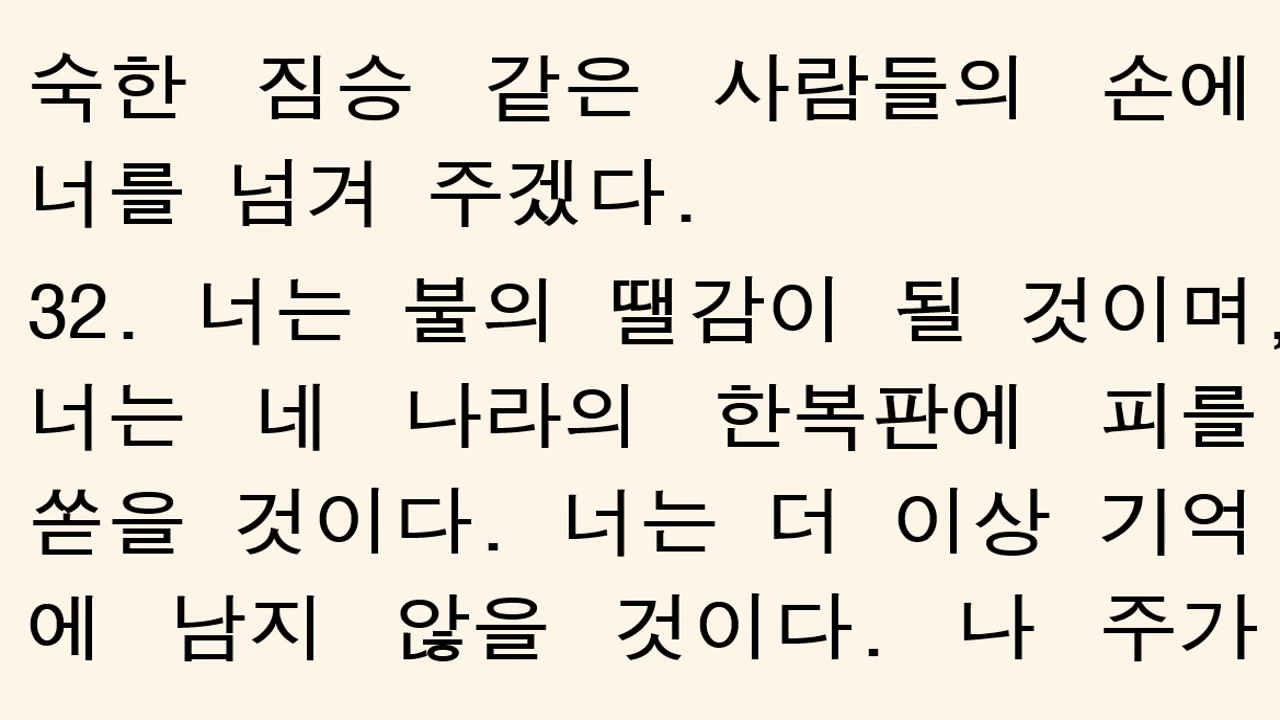 숙한 짐승 같은 사람들의 손에
너를 넘겨 주겠다.
32. 너는 불의 땔감이 될 것이며,
너는 네 나라의 한복판에 피를
쏟을 것이다. 너는 더 이상 기억
에 남지 않을 것이다. 나 주가